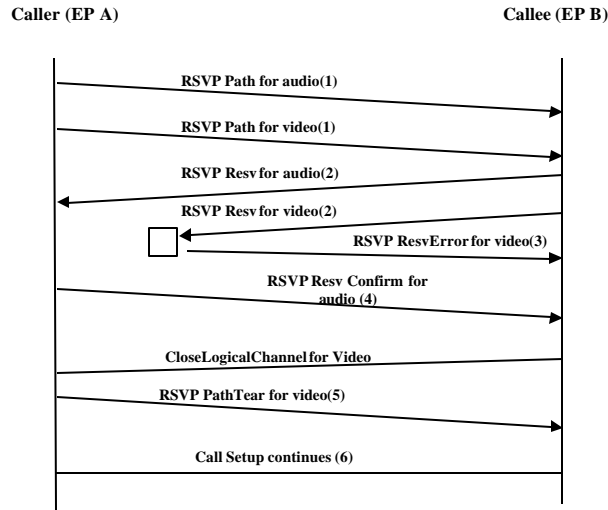 Caller (EP A)
Callee (EP B)
RSVP Path for audio(1)
RSVP Path for video(1)
RSVP Resv for audio(2)
RSVP Resv for video(2)
RSVP ResvError for video(3)
RSVP Resv Confirm for
audio (4)
CloseLogicalChannel for Video
RSVP PathTear for video(5)
Call Setup continues (6)